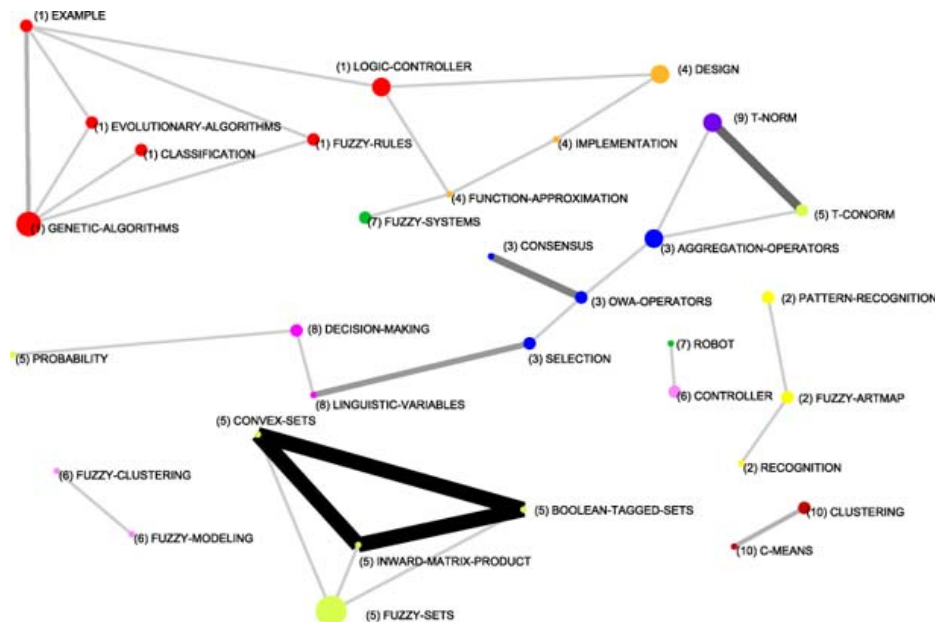 (1) EXAMPLE
(1) LOGIC-CONTROLLER
(4) DESIGN
(9) T-NORM
(1) EVOLUTIONARY-ALGORITHMS
(1) FUZZY-RULES
(4) IMPLEMENTATION
(1) CLASSIFICATION
(4) FUNCTION-APPROXIMATION
(7) FUZZY-SYSTEMS
(5) T-CONORM
(1) GENETIC-ALGORITHMS
(3) CONSENSUS
(3) AGGREGATION-OPERATORS
(3) OWA-OPERATORS
(2) PATTERN-RECOGNITION
(8) DECISION-MAKING
(5) PROBABILITY
(3) SELECTION
(7) ROBOT
(6) CONTROLLER
(2) FUZZY-ARTMAP
(8) LINGUISTIC-VARIABLES
(5) CONVEX-SETS
(6) FUZZY-CLUSTERING
(2) RECOGNITION
(5) BOOLEAN-TAGGED-SETS
(10) CLUSTERING
(6) FUZZY-MODELING
(10) C-MEANS
(5) INWARD-MATRIX-PRODUCT
(5) FUZZY-SETS